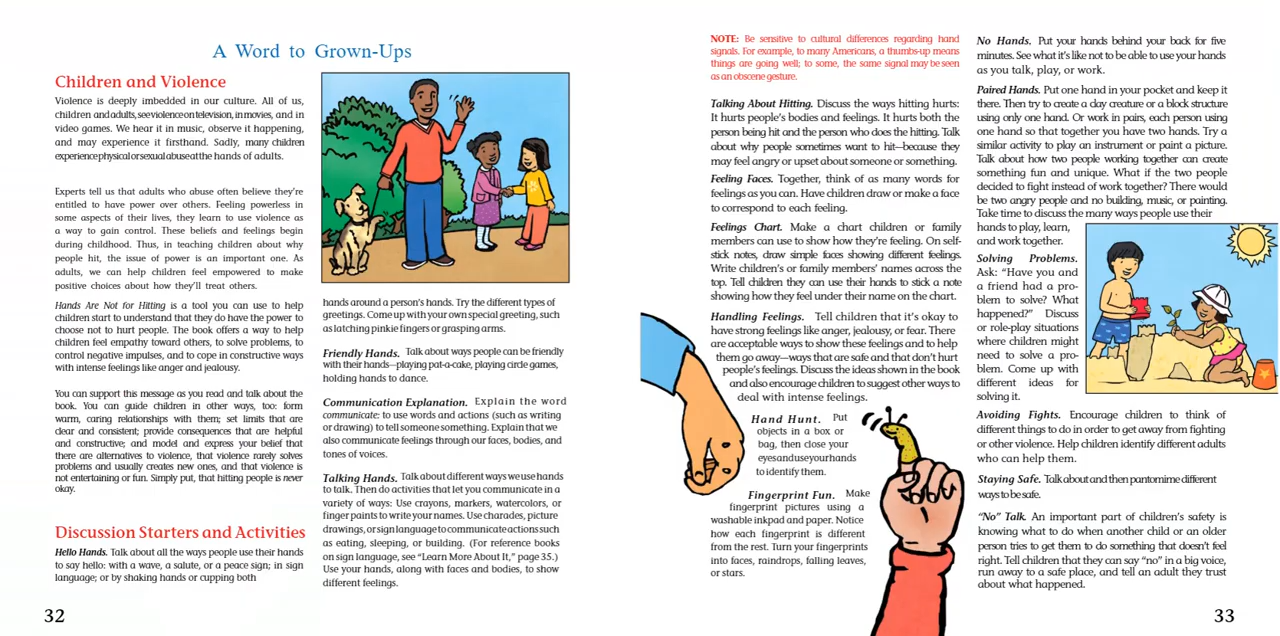 A Word to Grown-Ups
Children and Violence
Violence is deeply imbedded in our culture. All of us,
children and adults, see violence on television, in movies, and in
video games. We hear it in music, observe it happening,
and may experience it firsthand. Sadly, many children
experience physical or sexual abuse at the hands of adults.
Experts tell us that adults who abuse often believe they're
entitled to have power over others. Feeling powerless in
some aspects of their lives, they learn to use violence as
a way to gain control. These beliefs and feelings begin
during childhood. Thus, in teaching children about why
people hit, the issue of power is an important one. As
adults, we can help children feel empowered to make
positive choices about how they'll treat others.
Hands Are Not for Hitting is a tool you can use to help
children start to understand that they do have the power to
choose not to hurt people. The book offers a way to help
children feel empathy toward others, to solve problems, to
control negative impulses, and to cope in constructive ways
with intense feelings like anger and jealousy.
You can support this message as you read and talk about the
book. You can guide children in other ways, too: form
warm, caring relationships with them; set limits that are
clear and consistent; provide consequences that are helpful
and constructive; and model and express your belief that
there are alternatives to violence, that violence rarely solves
problems and usually creates new ones, and that violence is
not entertaining or fun. Simply put, that hitting people is never
okay.
Discussion Starters and Activities
Hello Hands. Talk about all the ways people use their hands
to say hello: with a wave, a salute, or a peace sign; in sign
language; or by shaking hands or cupping both
hands around a person's hands. Try the different types of
greetings. Come up with your own special greeting, such
as latching pinkie fingers or grasping arms.
Friendly Hands. Talk about ways people can be friendly
with their hands—playing pat-a-cake, playing circle games,
holding hands to dance.
Communication Explanation. Explain the word
communicate: to use words and actions (such as writing
or drawing) to tell someone something. Explain that we
also communicate feelings through our faces, bodies, and
tones of voices.
Talking Hands. Talk about different ways we use hands
to talk. Then do activities that let you communicate in a
variety of ways: Use crayons, markers, watercolors, or
finger paints to write your names. Use charades, picture
drawings, or sign language to communicate actions such
as eating, sleeping, or building. (For reference books
on sign language, see "Learn More About It," page 35.)
Use your hands, along with faces and bodies, to show
different feelings.
32
NOTE: Be sensitive to cultural differences regarding hand
signals. For example, to many Americans, a thumbs-up means
things are going well; to some, the same signal may be seen
as an obscene gesture.
Talking About Hitting. Discuss the ways hitting hurts:
It hurts people's bodies and feelings. It hurts both the
person being hit and the person who does the hitting. Talk
about why people sometimes want to hit—because they
may feel angry or upset about someone or something.
Feeling Faces. Together, think of as many words for
feelings as you can. Have children draw or make a face
to correspond to each feeling.
Feelings Chart. Make a chart children or family
members can use to show how they're feeling. On self-
stick notes, draw simple faces showing different feelings.
Write children's or family members' names across the
top. Tell children they can use their hands to stick a note
showing how they feel under their name on the chart.
Handling Feelings. Tell children that it's okay to
have strong feelings like anger, jealousy, or fear. There
are acceptable ways to show these feelings and to help
them go away—ways that are safe and that don't hurt
people's feelings. Discuss the ideas shown in the book
and also encourage children to suggest other ways to
deal with intense feelings.
Hand Hunt. Put
objects in a box or
bag, then close your
eyes and use your hands
to identify them.
Fingerprint Fun. Make
fingerprint pictures using a
washable inkpad and paper. Notice
how each fingerprint is different
from the rest. Turn your fingerprints
into faces, raindrops, falling leaves,
or stars.
No Hands. Put your hands behind your back for five
minutes. See what it's like not to be able to use your hands
as you talk, play, or work.
Paired Hands. Put one hand in your pocket and keep it
there. Then try to create a clay creature or a block structure
using only one hand. Or work in pairs, each person using
one hand so that together you have two hands. Try a
similar activity to play an instrument or paint a picture.
Talk about how two people working together can create
something fun and unique. What if the two people
decided to fight instead of work together? There would
be two angry people and no building, music, or painting.
Take time to discuss the many ways people use their
hands to play, learn,
and work together.
Solving Problems.
Ask: "Have you and
a friend had a pro-
blem to solve? What
happened?" Discuss
or role-play situations
where children might
need to solve a pro-
blem. Come up with
different ideas for
solving it.
Avoiding Fights. Encourage children to think of
different things to do in order to get away from fighting
or other violence. Help children identify different adults
who can help them.
Staying Safe. Talk about and then pantomime different
ways to be safe.
"No" Talk. An important part of children's safety is
knowing what to do when another child or an older
person tries to get them to do something that doesn't feel
right. Tell children that they can say "no" in a big voice,
run away to a safe place, and tell an adult they trust
about what happened.
33